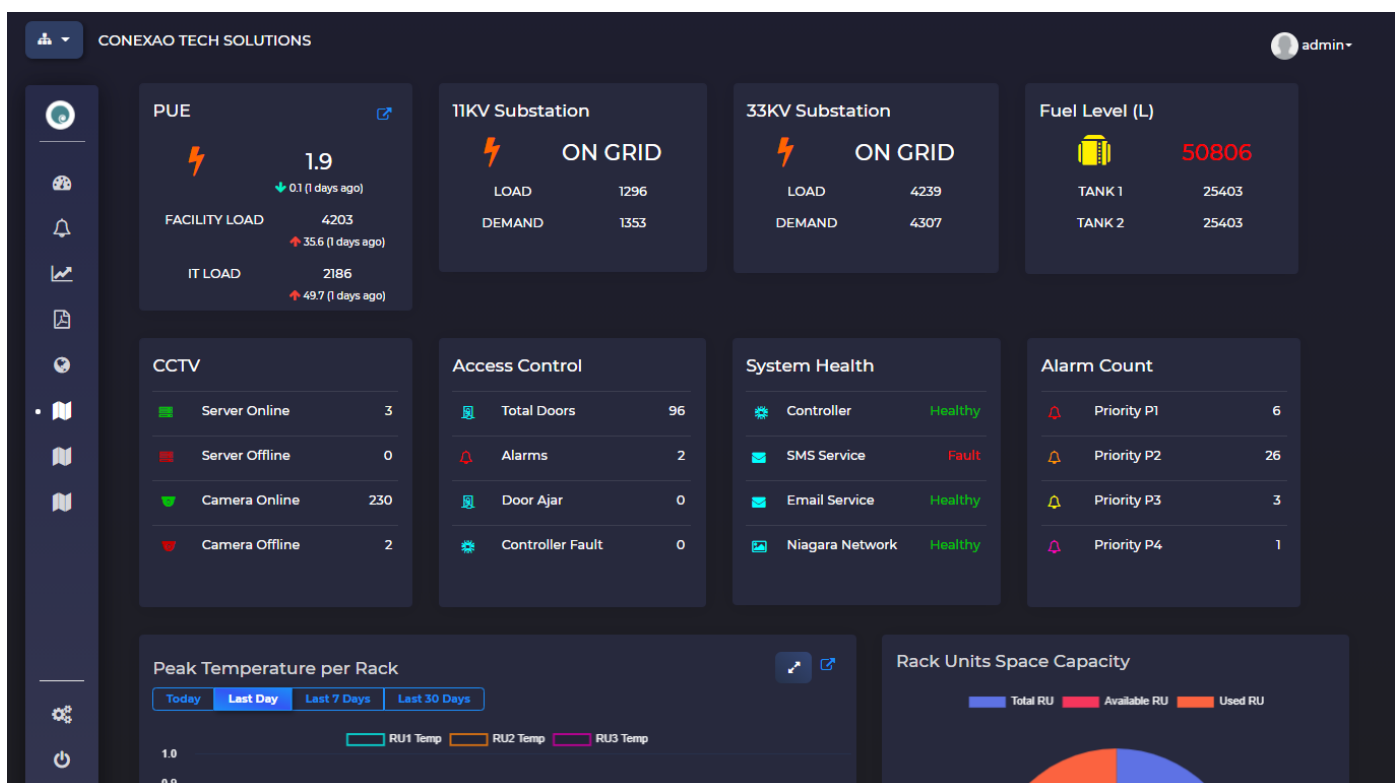 CONEXAO TECH SOLUTIONS
admin
PUE
1.9
0.1 (1 days ago)
FACILITY LOAD 4203
35.6 (1 days ago)
IT LOAD 2186
49.7 (1 days ago)
11KV Substation
ON GRID
LOAD 1296
DEMAND 1353
33KV Substation
ON GRID
LOAD 4239
DEMAND 4307
Fuel Level (L)
50806
TANK 1 25403
TANK 2 25403
CCTV
Server Online 3
Server Offline 0
Camera Online 230
Camera Offline 2
Access Control
Total Doors 96
Alarms 2
Door Ajar 0
Controller Fault 0
System Health
Controller Healthy
SMS Service Fault
Email Service Healthy
Niagara Network Healthy
Alarm Count
Priority P1 6
Priority P2 26
Priority P3 3
Priority P4 1
Peak Temperature per Rack
Today Last Day Last 7 Days Last 30 Days
RU1 Temp RU2 Temp RU3 Temp
1.0
0.9
Rack Units Space Capacity
Total RU Available RU Used RU